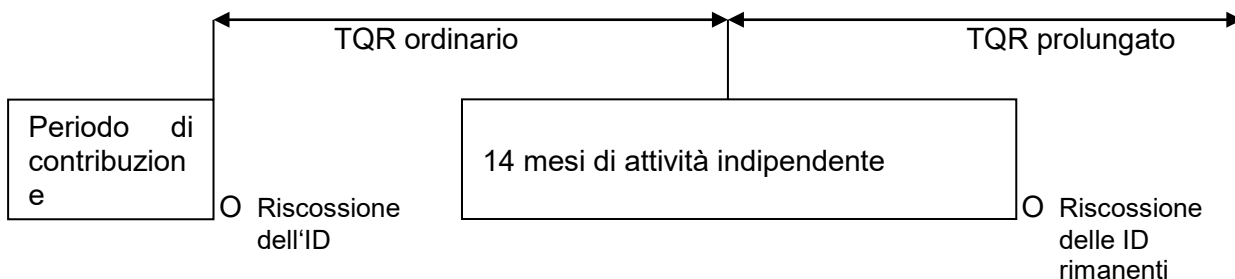 TQR ordinario
TQR prolungato
Periodo di
contribuzion
e
14 mesi di attività indipendente
O Riscossione
dell‘ID
O Riscossione
delle ID
rimanenti